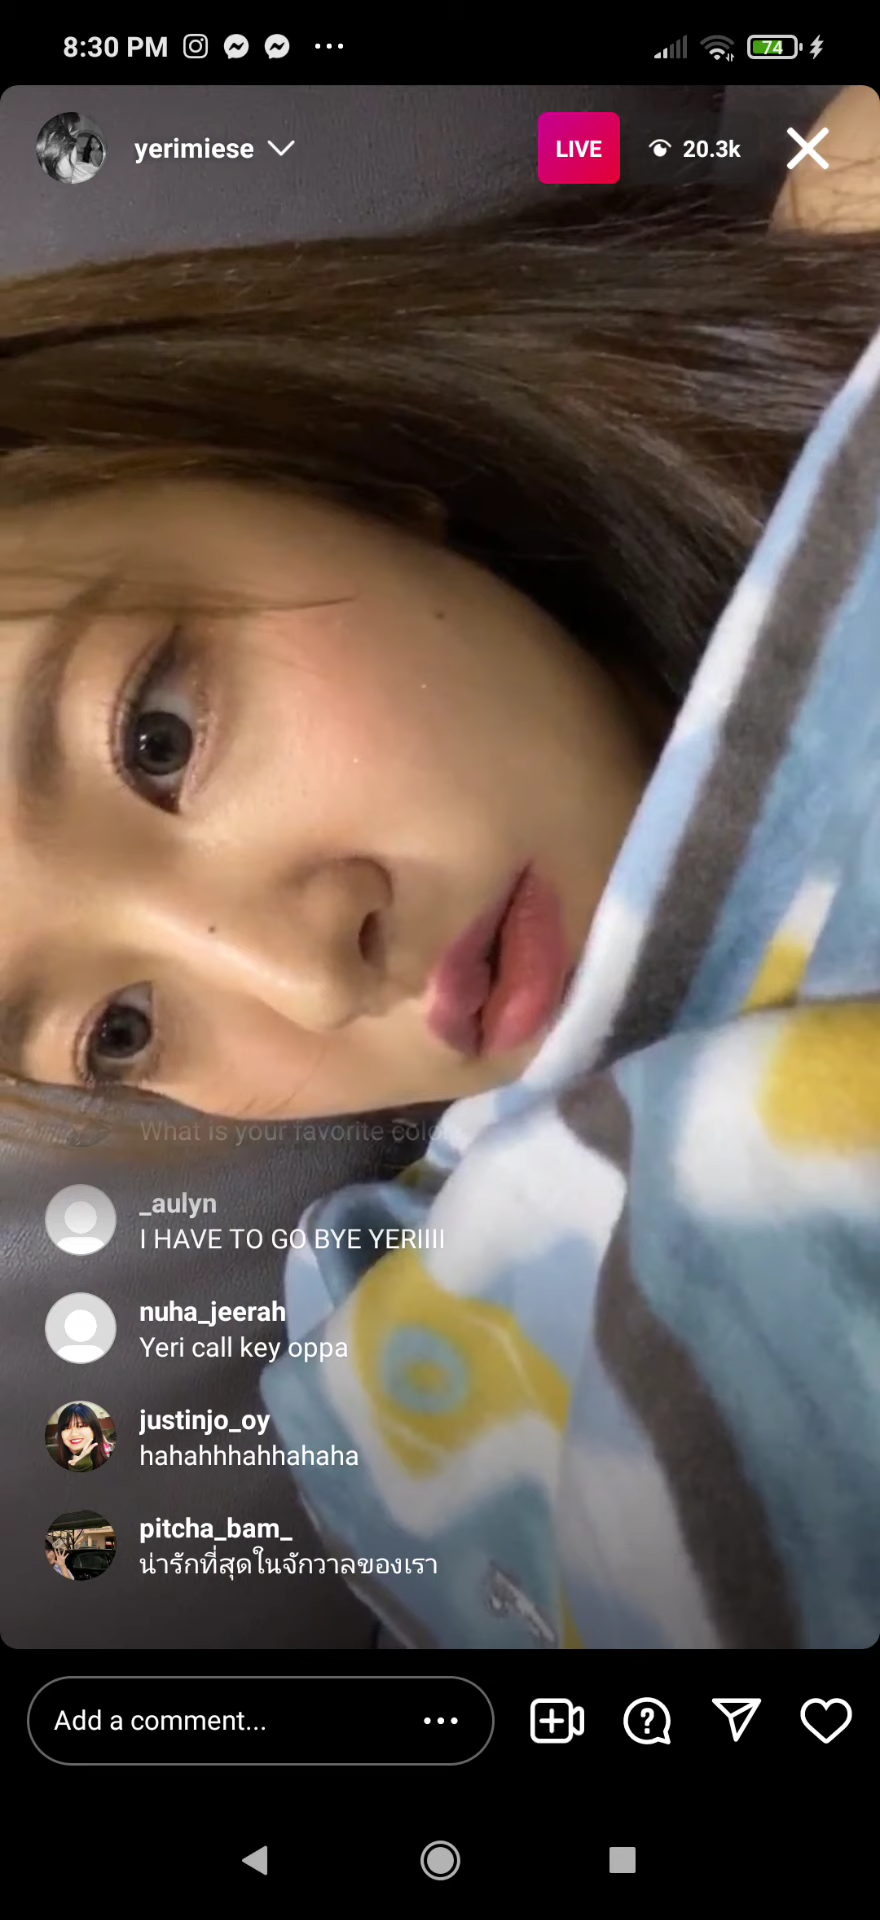 8:30 PM
74
yerimiese
LIVE
20.3k
What is your favorite color
_aulyn
I HAVE TO GO BYE YERIIII
nuha_jeerah
Yeri call key oppa
justinjo_oy
hahahhhahhahaha
pitcha_bam_
น่ารักที่สุดในจักวาลของเรา
Add a comment...